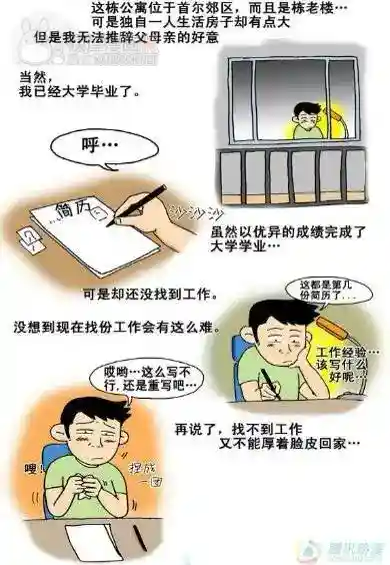 这栋公寓位于首尔郊区，而且是栋老楼…
可是独自一人生活房子却有点大
但是我无法推辞父母亲的好意
当然，
我已经大学毕业了。
呼…
简历
沙沙沙
虽然以优异的成绩完成了
大学学业…
可是却还没找到工作。
没想到现在找份工作会有这么难。
这都是第几
份简历了...
工作经验…
该写什么
好呢…
哎哟…这么写不
行,还是重写吧…
嗖!
捏成
一团
再说了，找不到工作
又不能厚着脸皮回家…
腾讯动漫